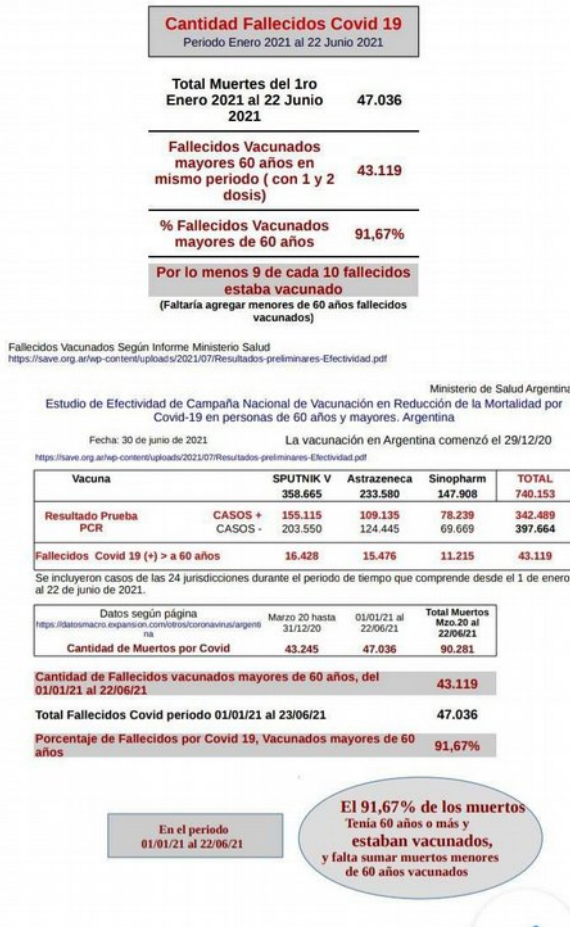 Cantidad Fallecidos Covid 19
Periodo Enero 2021 al 22 Junio 2021
Total Muertes del 1ro
Enero 2021 al 22 Junio
2021
47.036
Fallecidos Vacunados
mayores 60 años en
mismo periodo ( con 1 y 2
dosis)
43.119
% Fallecidos Vacunados
mayores de 60 años
91,67%
Por lo menos 9 de cada 10 fallecidos
estaba vacunado
(Faltaría agregar menores de 60 años fallecidos
vacunados)
Fallecidos Vacunados Según Informe Ministerio Salud
https://save.org.ar/wp-content/uploads/2021/07/Resultados-preliminares-Efectividad.pdf
Ministerio de Salud Argentina
Estudio de Efectividad de Campaña Nacional de Vacunación en Reducción de la Mortalidad por
Covid-19 en personas de 60 años y mayores. Argentina
Fecha: 30 de junio de 2021 La vacunación en Argentina comenzó el 29/12/20
https://save.org.ar/wp-content/uploads/2021/07/Resultados-preliminares-Efectividad.pdf
Vacuna SPUTNIK V Astrazeneca Sinopharm TOTAL
358.665 233.580 147.908 740.153
Resultado Prueba CASOS + 155.115 109.135 78.239 342.489
PCR CASOS - 203.550 124.445 69.669 397.664
Fallecidos Covid 19 (+) > a 60 años 16.428 15.476 11.215 43.119
Se incluyeron casos de las 24 jurisdicciones durante el periodo de tiempo que comprende desde el 1 de enero
al 22 de junio de 2021.
Datos según página
https://datosmacro.expansion.com/otros/coronavirus/argenti
na
Marzo 20 hasta
31/12/20
01/01/21 al
22/06/21
Total Muertos
Mzo.20 al
22/06/21
Cantidad de Muertos por Covid 43.245 47.036 90.281
Cantidad de Fallecidos vacunados mayores de 60 años, del
01/01/21 al 22/06/21
43.119
Total Fallecidos Covid periodo 01/01/21 al 23/06/21 47.036
Porcentaje de Fallecidos por Covid 19, Vacunados mayores de 60
años
91,67%
En el periodo
01/01/21 al 22/06/21
El 91,67% de los muertos
Tenía 60 años o más y
estaban vacunados,
y falta sumar muertos menores
de 60 años vacunados